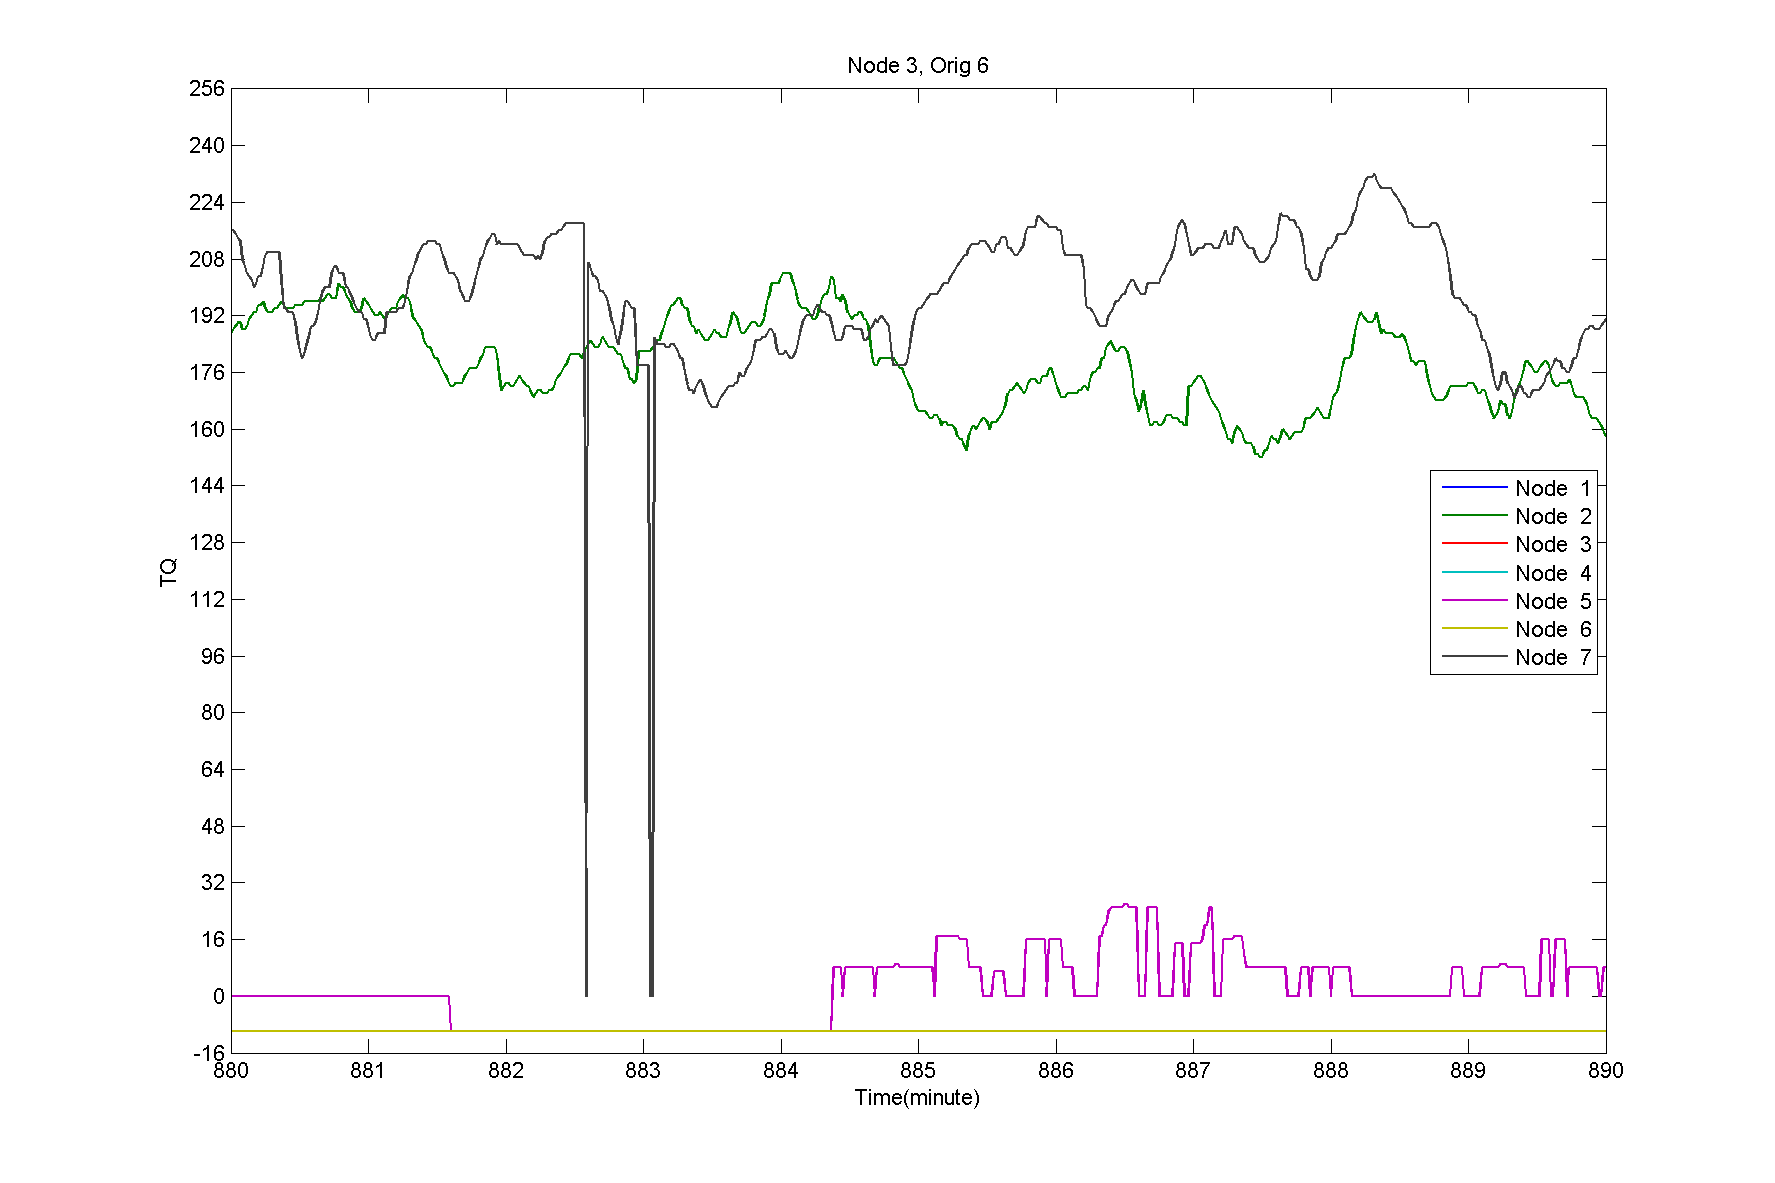 Node 3, Orig 6
256
240
224
208
192
176
160
144
128
112
96
80
64
48
32
16
0
-16
TQ
Node 1
Node 2
Node 3
Node 4
Node 5
Node 6
Node 7
880 881 882 883 884 885 886 887 888 889 890
Time(minute)